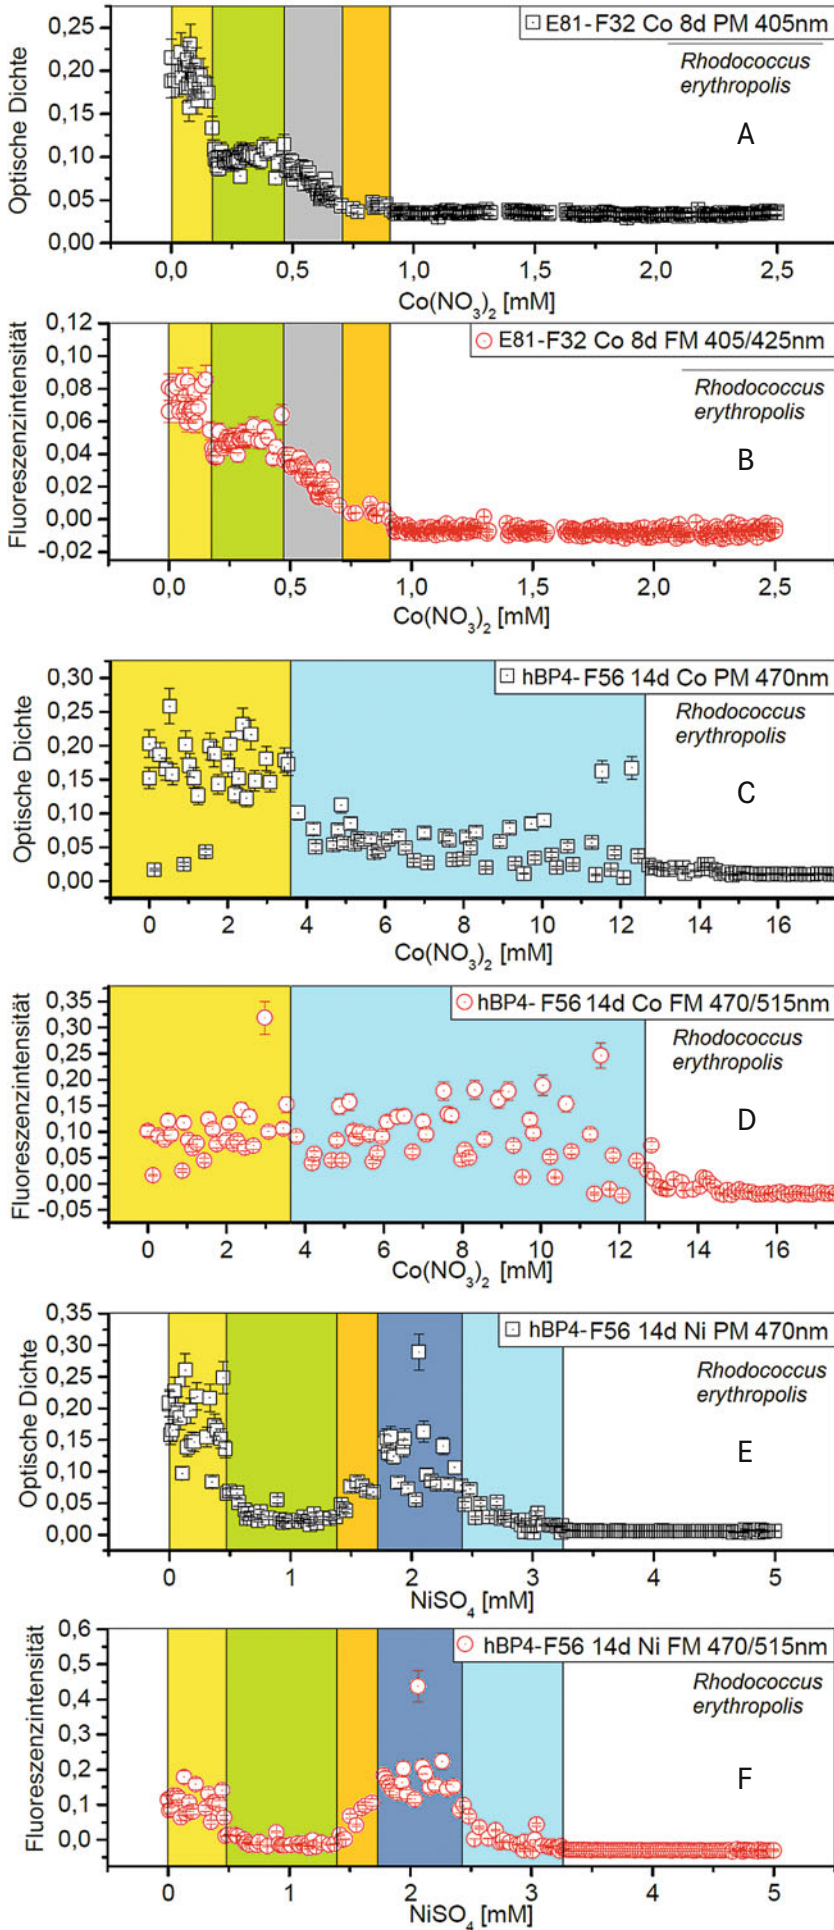 E81-F32 Co 8d PM 405nm
Rhodococcus
erythropolis
A
Optische Dichte
0,25
0,20
0,15
0,10
0,05
0,00
0,0 0,5 1,0 1,5 2,0 2,5
Co(NO3)2 [mM]
E81-F32 Co 8d FM 405/425nm
Rhodococcus
erythropolis
B
Fluoreszenzintensität
0,12
0,08
0,06
0,04
0,02
0,00
-0,02
0,0 0,5 1,0 1,5 2,0 2,5
Co(NO3)2 [mM]
hBP4-F56 14d Co PM 470nm
Rhodococcus
erythropolis
C
Optische Dichte
0,30
0,25
0,20
0,15
0,10
0,05
0,00
0 2 4 6 8 10 12 14 16
Co(NO3)2 [mM]
hBP4-F56 14d Co FM 470/515nm
Rhodococcus
erythropolis
D
Fluoreszenzintensität
0,35
0,30
0,25
0,20
0,15
0,10
0,05
0,00
-0,05
0 2 4 6 8 10 12 14 16
Co(NO3)2 [mM]
hBP4-F56 14d Ni PM 470nm
Rhodococcus
erythropolis
E
Optische Dichte
0,35
0,30
0,25
0,20
0,15
0,10
0,05
0,00
0 1 2 3 4 5
NiSO4 [mM]
hBP4-F56 14d Ni FM 470/515nm
Rhodococcus
erythropolis
F
Fluoreszenzintensität
0,6
0,5
0,4
0,3
0,2
0,1
0,0
0 1 2 3 4 5
NiSO4 [mM]